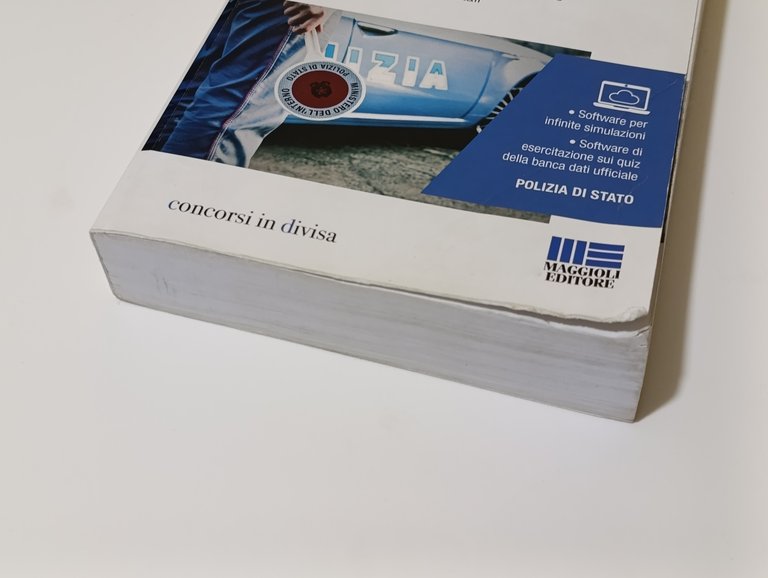 LIZIA
MINISTERO DELL'INTERNO
POLIZIA DI STATO
• Software per
infinite simulazioni
• Software di
esercitazione sui quiz
della banca dati ufficiale
POLIZIA DI STATO
concorsi in divisa
MAGGIOLI
EDITORE